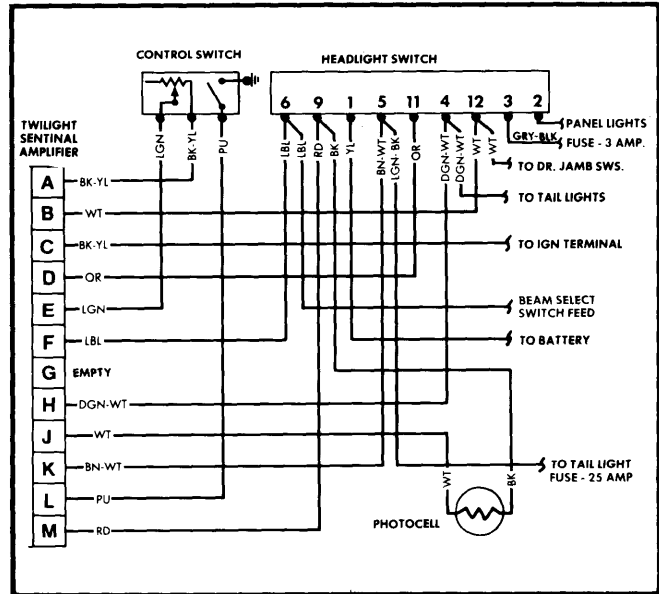 CONTROL SWITCH
HEADLIGHT SWITCH
6 9 1 5 11 4 12 3 2
PANEL LIGHTS
GRY-BLK
FUSE - 3 AMP.
TWILIGHT
SENTINAL
AMPLIFIER
LGN
BK-YL
PU
LBL
LBL
RD
BK
YL
BN-WT
LGN-BK
OR
DGN-WT
DGN-WT
WT
WT
TO DR. JAMB SWS.
A BK-YL
TO TAIL LIGHTS
B WT
C BK-YL
TO IGN TERMINAL
D OR
E LGN
BEAM SELECT
SWITCH FEED
F LBL
TO BATTERY
G EMPTY
H DGN-WT
J WT
K BN-WT
TO TAIL LIGHT
FUSE - 25 AMP
WT
BK
L PU
PHOTOCELL
M RD